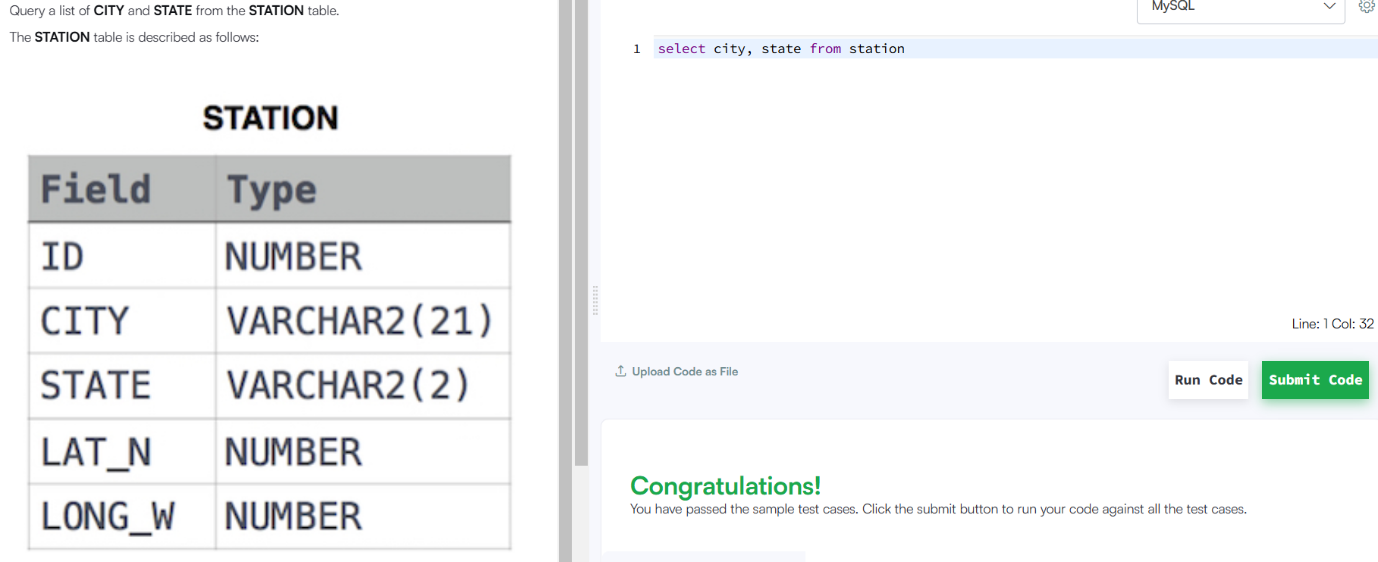 Query a list of CITY and STATE from the STATION table.
The STATION table is described as follows:
STATION
Field Type
ID NUMBER
CITY VARCHAR2(21)
STATE VARCHAR2(2)
LAT_N NUMBER
LONG_W NUMBER
MySQL
1 select city, state from station
Line: 1 Col: 32
Upload Code as File
Run Code
Submit Code
Congratulations!
You have passed the sample test cases. Click the submit button to run your code against all the test cases.